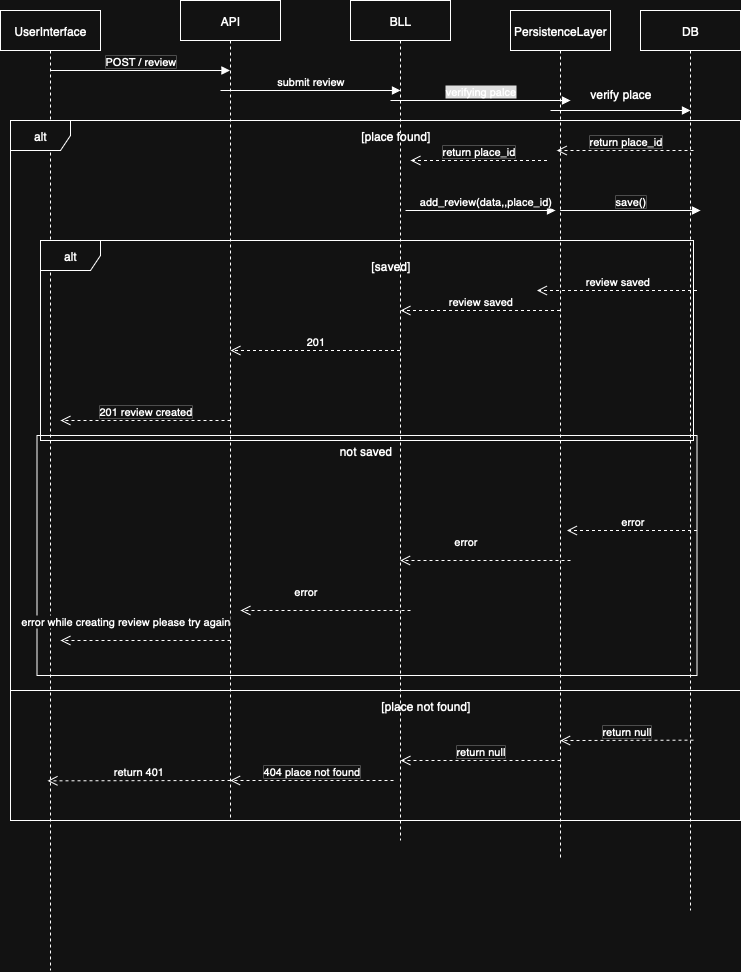 UserInterface
API
BLL
PersistenceLayer
DB
POST / review
submit review
verifying palce
verify place
alt
[place found]
return place_id
return place_id
add_review(data,,place_id)
save()
alt
[saved]
review saved
review saved
201
201 review created
not saved
error
error
error
error while creating review please try again
[place not found]
return null
return null
404 place not found
return 401